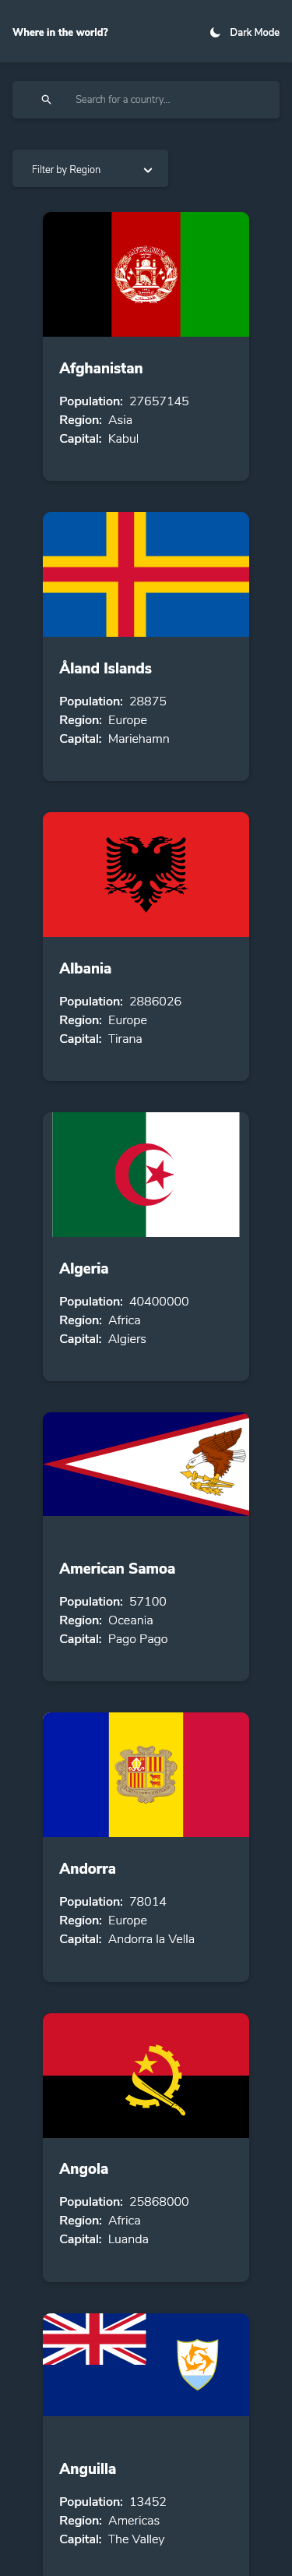 Where in the world?
Dark Mode
Search for a country...
Filter by Region
Afghanistan
Population: 27657145
Region: Asia
Capital: Kabul
Åland Islands
Population: 28875
Region: Europe
Capital: Mariehamn
Albania
Population: 2886026
Region: Europe
Capital: Tirana
Algeria
Population: 40400000
Region: Africa
Capital: Algiers
American Samoa
Population: 57100
Region: Oceania
Capital: Pago Pago
Andorra
Population: 78014
Region: Europe
Capital: Andorra la Vella
Angola
Population: 25868000
Region: Africa
Capital: Luanda
Anguilla
Population: 13452
Region: Americas
Capital: The Valley